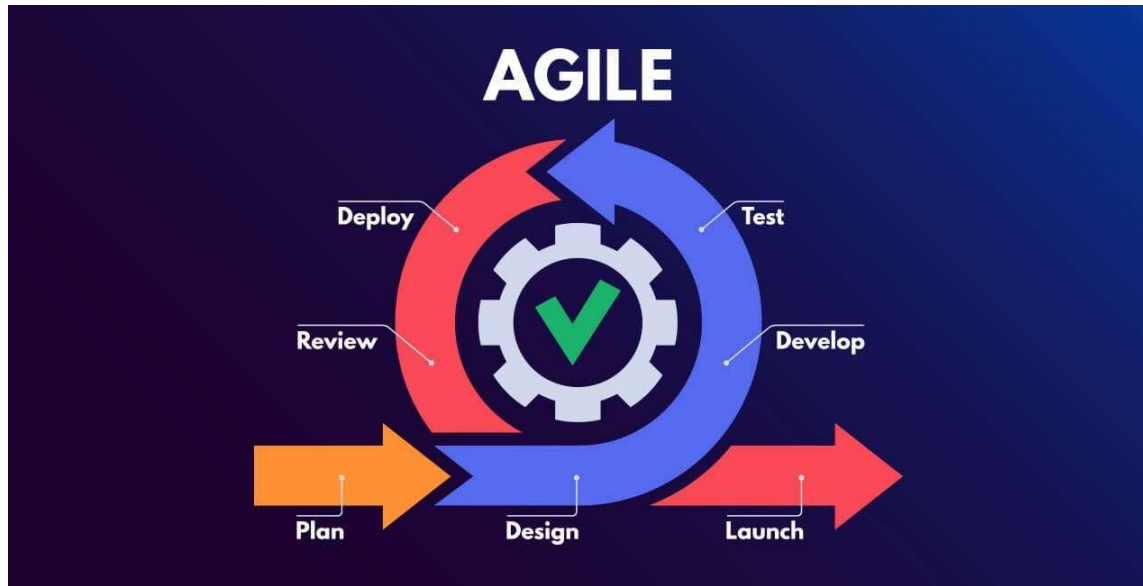 AGILE
Deploy
Test
Review
Develop
Plan
Design
Launch